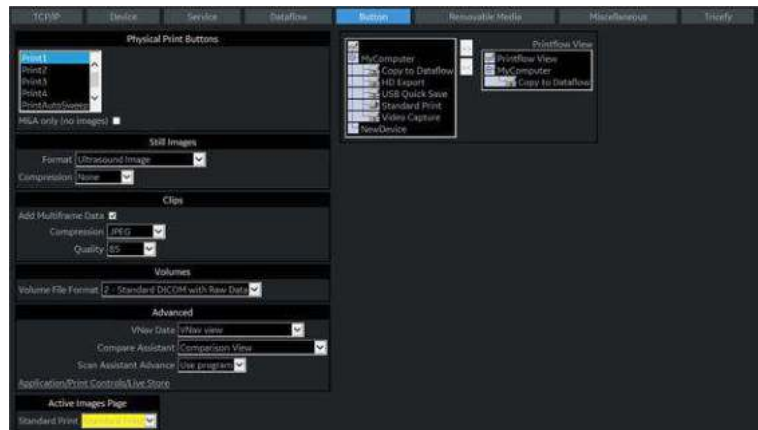 TCP/IP
Device
Service
Dataflow
Button
Removable Media
Miscellaneous
Tricefy
Physical Print Buttons
Print1
Print2
Print3
Print4
PrintAutoSweep
M&A only (no images)
Still Images
Format Ultrasound Image
Compression None
Clips
Add Multiframe Data
Compression JPEG
Quality 85
Volumes
Volume File Format 2 - Standard DICOM with Raw Data
Advanced
VNav Data VNav view
Compare Assistant Comparison View
Scan Assistant Advance Use program
Application/Print Controls/Live Store
Active Images Page
Standard Print Standard Print
MyComputer
Copy to Dataflow
HD Export
USB Quick Save
Standard Print
Video Capture
NewDevice
Printflow View
Printflow View
MyComputer
Copy to Dataflow